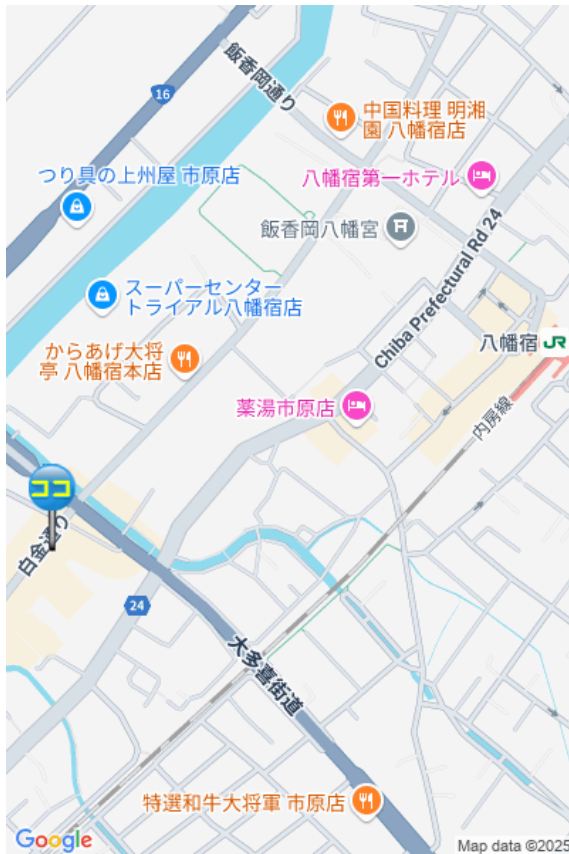 16
飯香岡通り
中国料理 明湘
園 八幡宿店
つり具の上州屋 市原店
八幡宿第一ホテル
飯香岡八幡宮
Chiba Prefectural Rd 24
スーパーセンター
トライアル八幡宿店
八幡宿 JR
からあげ大将
亭 八幡宿本店
薬湯市原店
内房線
ココ
白金通り
24
大多喜街道
特選和牛大将軍 市原店
Google
Map data ©2025